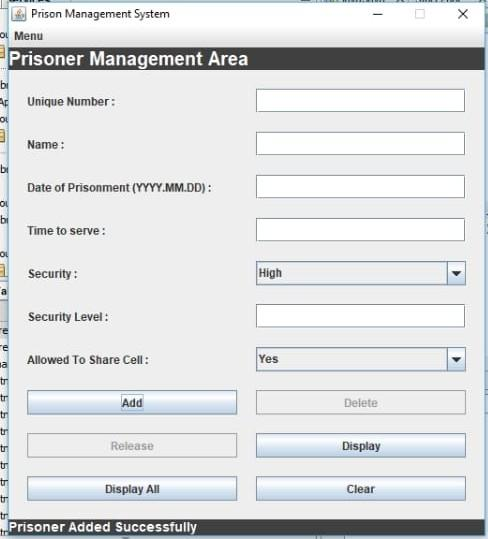 Prison Management System
Menu
Prisoner Management Area
Unique Number :
Name :
Date of Prisonment (YYYY.MM.DD) :
Time to serve :
Security :
High
Security Level :
Allowed To Share Cell :
Yes
Add
Delete
Release
Display
Display All
Clear
Prisoner Added Successfully